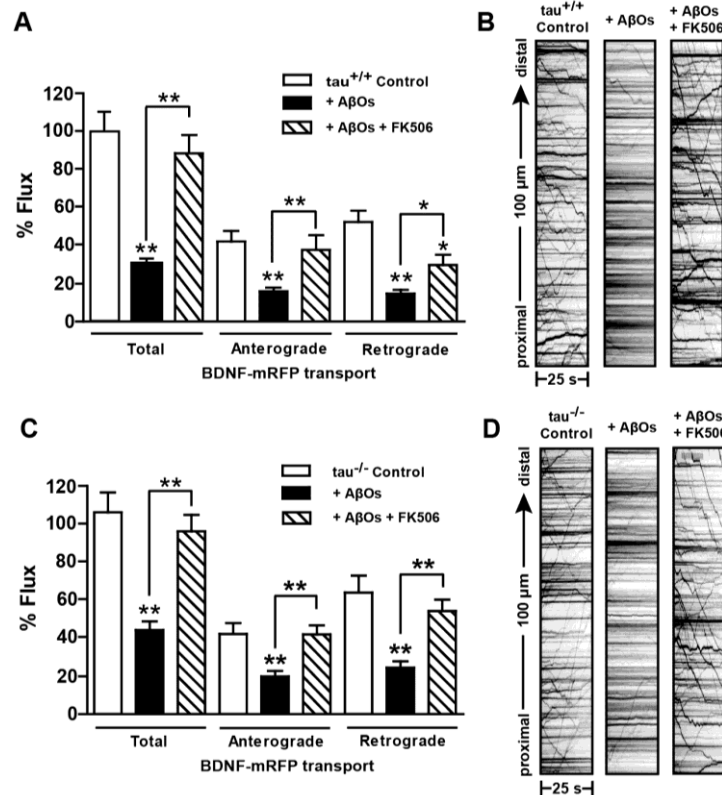 A
120
100
80
60
40
20
0
% Flux
tau+/+ Control
+ AβOs
+ AβOs + FK506
**
**
**
**
*
**
*
Total
Anterograde
Retrograde
BDNF-mRFP transport
B
tau+/+
Control
+ AβOs
+ AβOs
+ FK506
distal
100 µm
proximal
25 s
C
120
100
80
60
40
20
0
% Flux
tau-/- Control
+ AβOs
+ AβOs + FK506
**
**
**
**
**
**
Total
Anterograde
Retrograde
BDNF-mRFP transport
D
tau-/-
Control
+ AβOs
+ AβOs
+ FK506
distal
100 µm
proximal
25 s